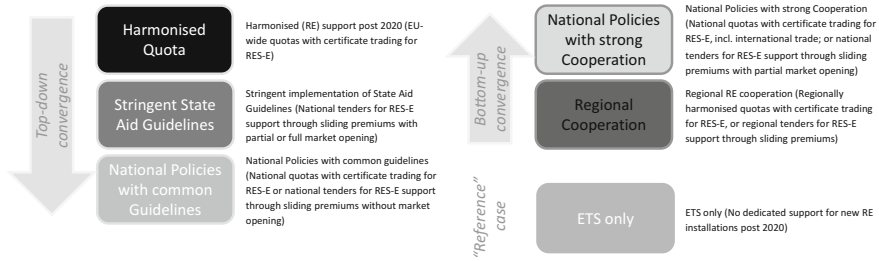 Top-down
convergence
Harmonised
Quota
Harmonised (RE) support post 2020 (EU-
wide quotas with certificate trading for
RES-E)
Stringent State
Aid Guidelines
Stringent implementation of State Aid
Guidelines (National tenders for RES-E
support through sliding premiums with
partial or full market opening)
National Policies
with common
Guidelines
National Policies with common guidelines
(National quotas with certificate trading for
RES-E or national tenders for RES-E support
through sliding premiums without market
opening)
Bottom-up
convergence
National Policies
with strong
Cooperation
National Policies with strong Cooperation
(National quotas with certificate trading for
RES-E, incl. international trade; or national
tenders for RES-E support through sliding
premiums with partial market opening)
Regional
Cooperation
Regional RE cooperation (Regionally
harmonised quotas with certificate trading
for RES-E, or regional tenders for RES-E
support through sliding premiums)
"Reference"
case
ETS only
ETS only (No dedicated support for new RE
installations post 2020)